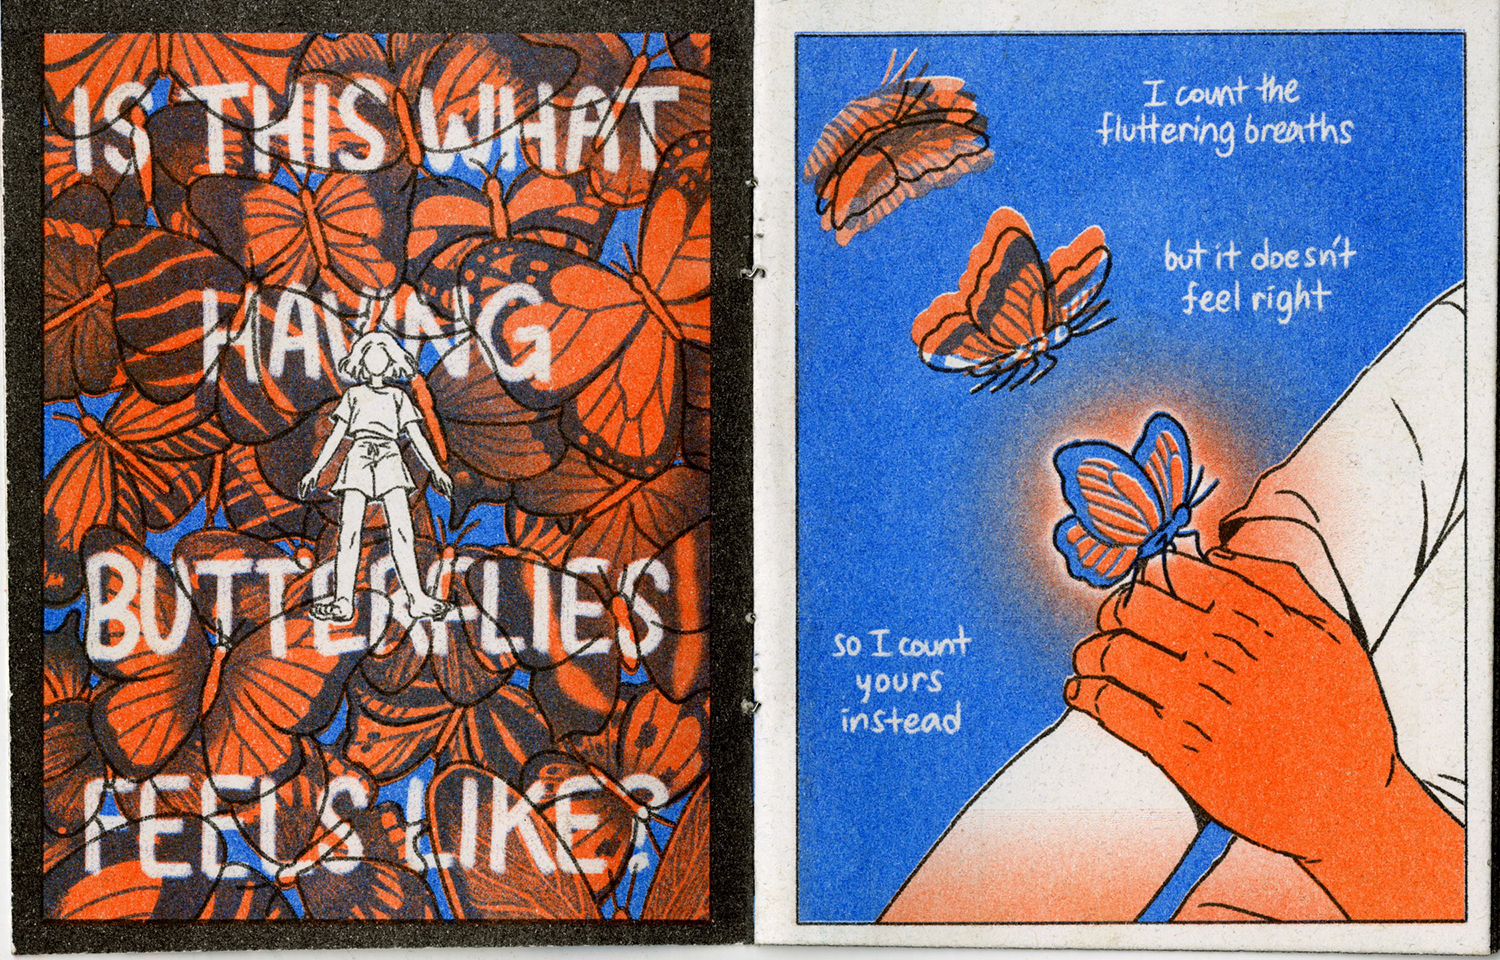 IS THIS WHAT
HAVING
BUTTERFLIES
FEELS LIKE?
I count the
fluttering breaths
but it doesn't
feel right
so I count
yours
instead